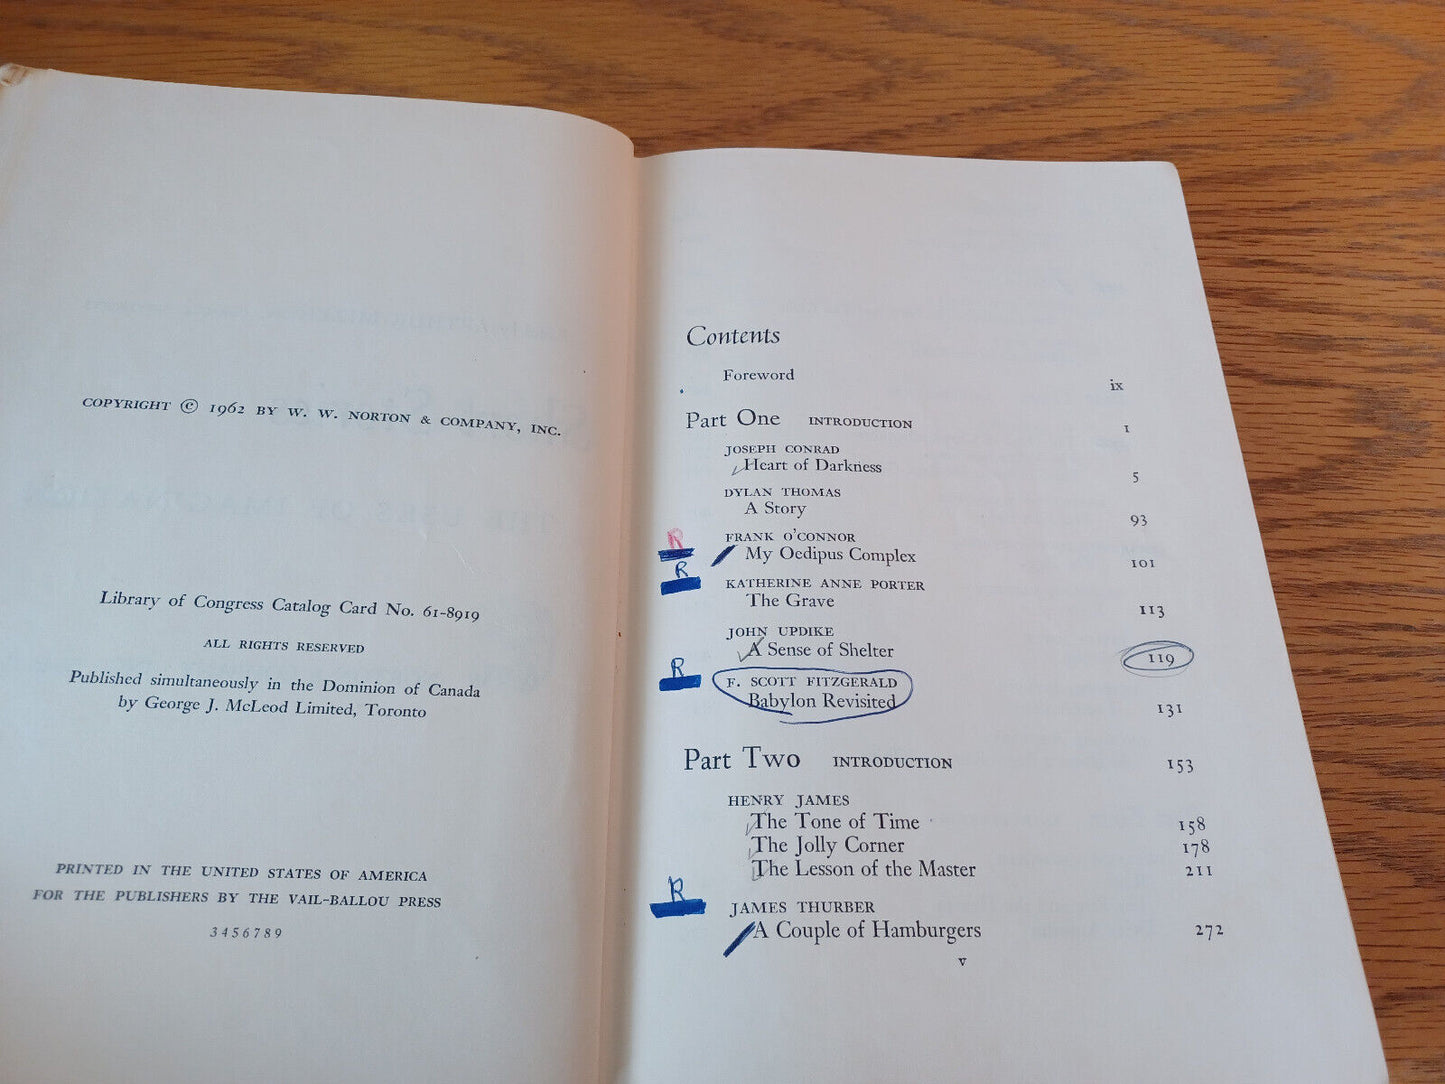 COPYRIGHT © 1962 BY W. W. NORTON & COMPANY, INC.
Library of Congress Catalog Card No. 61-8919
ALL RIGHTS RESERVED
Published simultaneously in the Dominion of Canada
by George J. McLeod Limited, Toronto
PRINTED IN THE UNITED STATES OF AMERICA
FOR THE PUBLISHERS BY THE VAIL-BALLOU PRESS
3456789
Contents
Foreword ix
Part One INTRODUCTION 1
JOSEPH CONRAD
Heart of Darkness 5
DYLAN THOMAS
A Story 93
R FRANK O'CONNOR
My Oedipus Complex 101
R KATHERINE ANNE PORTER
The Grave 113
JOHN UPDIKE
A Sense of Shelter 119
R F. SCOTT FITZGERALD
Babylon Revisited 131
Part Two INTRODUCTION 153
HENRY JAMES
The Tone of Time 158
The Jolly Corner 178
The Lesson of the Master 211
R JAMES THURBER
A Couple of Hamburgers 272
v